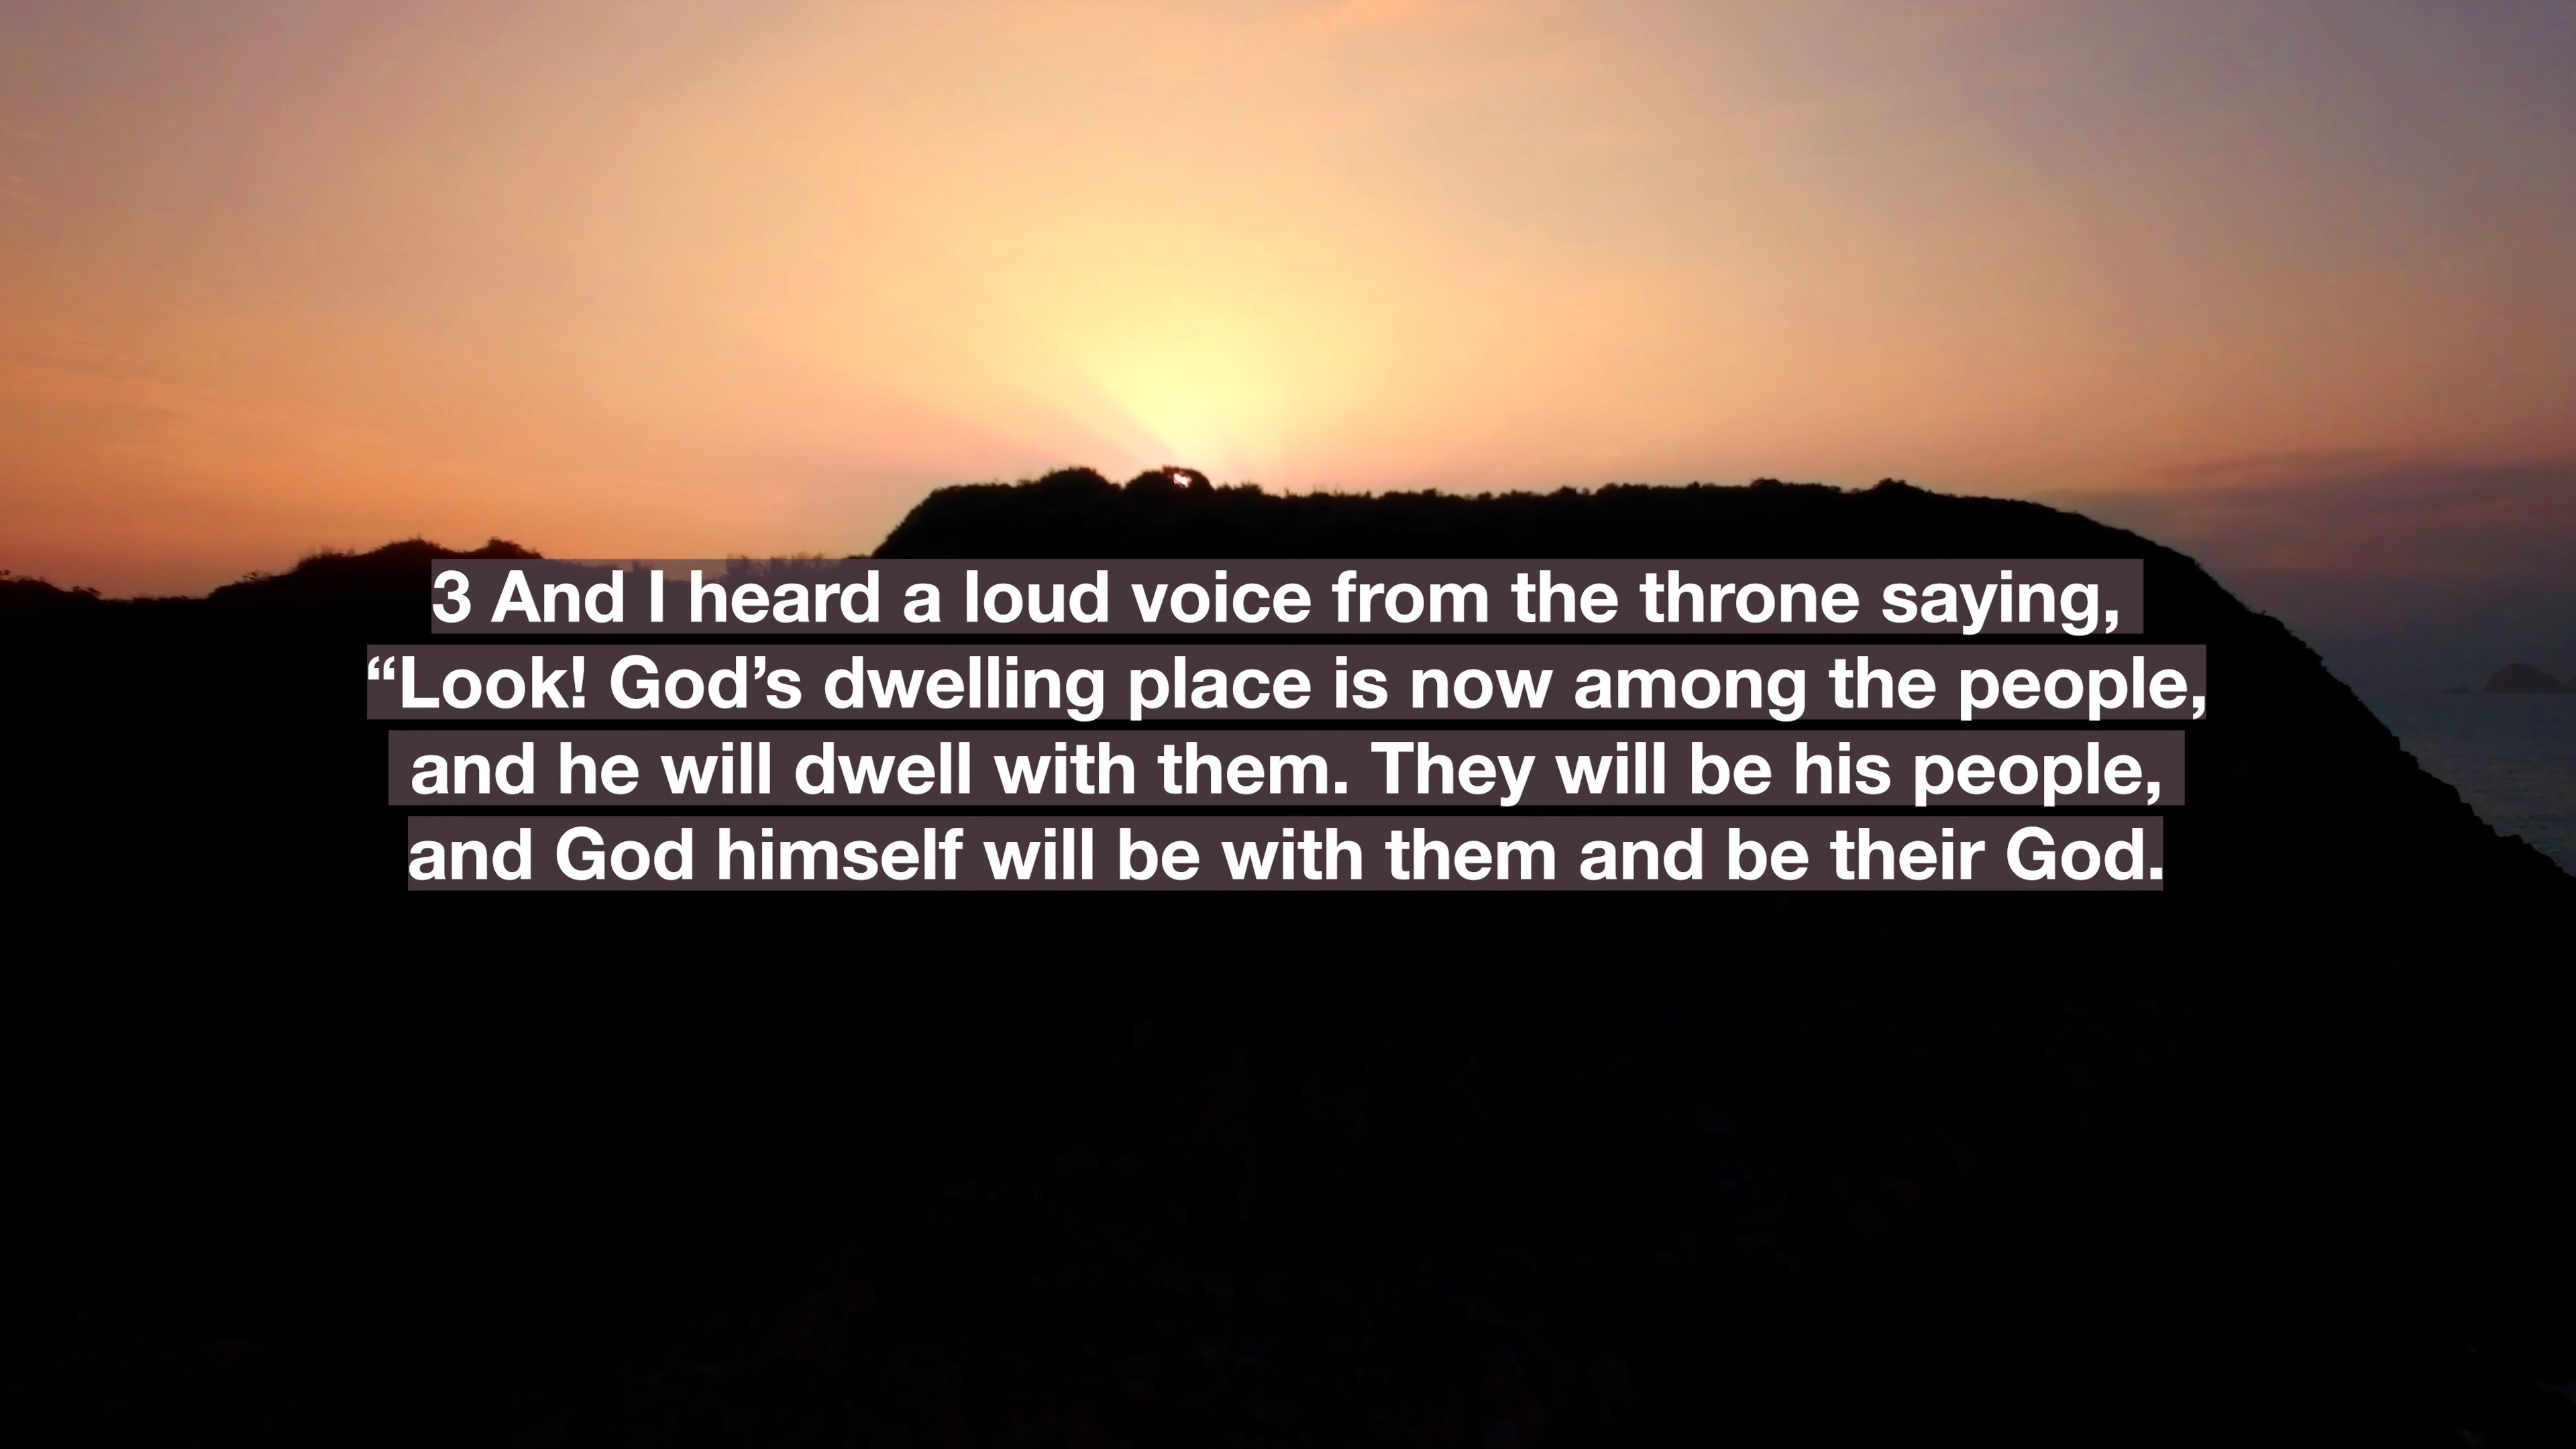 3 And I heard a loud voice from the throne saying,
“Look! God’s dwelling place is now among the people,
and he will dwell with them. They will be his people,
and God himself will be with them and be their God.